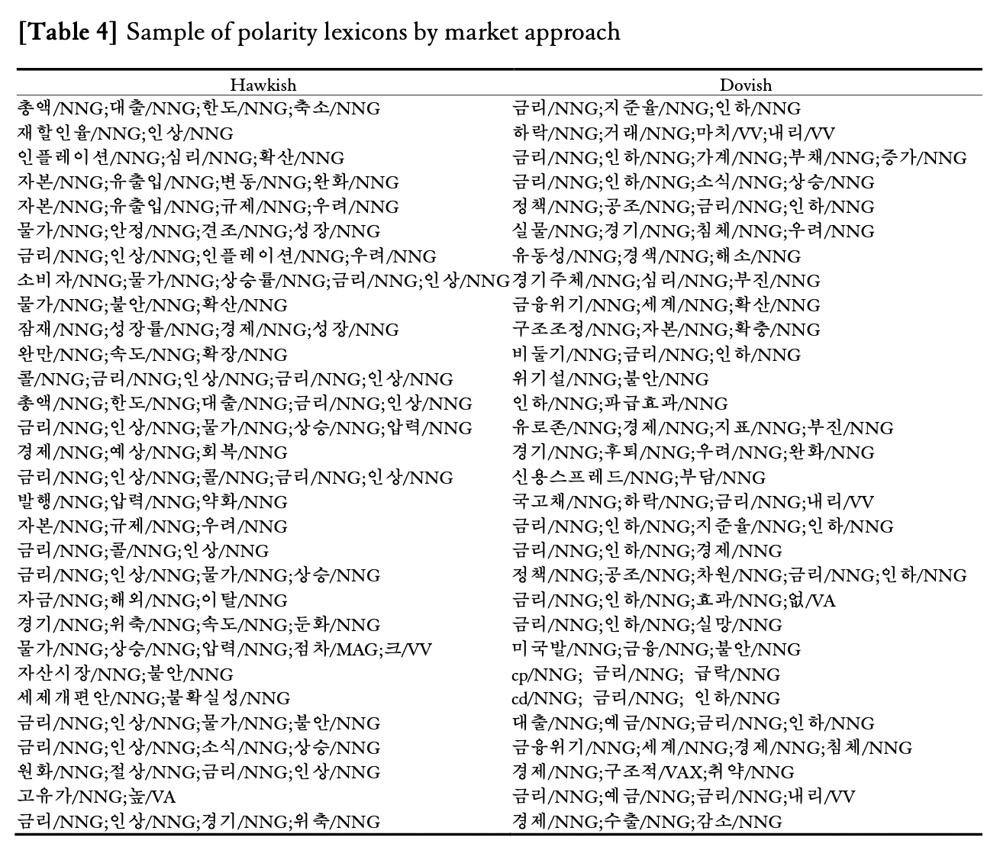 [Table 4] Sample of polarity lexicons by market approach
Hawkish Dovish
총액/NNG;대출/NNG;한도/NNG;축소/NNG 금리/NNG;지준율/NNG;인하/NNG
재할인율/NNG;인상/NNG 하락/NNG;거래/NNG;마치/VV;내리/VV
인플레이션/NNG;심리/NNG;확산/NNG 금리/NNG;인하/NNG;가계/NNG;부채/NNG;증가/NNG
자본/NNG;유출입/NNG;변동/NNG;완화/NNG 금리/NNG;인하/NNG;소식/NNG;상승/NNG
자본/NNG;유출입/NNG;규제/NNG;우려/NNG 정책/NNG;공조/NNG;금리/NNG;인하/NNG
물가/NNG;안정/NNG;견조/NNG;성장/NNG 실물/NNG;경기/NNG;침체/NNG;우려/NNG
금리/NNG;인상/NNG;인플레이션/NNG;우려/NNG 유동성/NNG;경색/NNG;해소/NNG
소비자/NNG;물가/NNG;상승률/NNG;금리/NNG;인상/NNG 경기주체/NNG;심리/NNG;부진/NNG
물가/NNG;불안/NNG;확산/NNG 금융위기/NNG;세계/NNG;확산/NNG
잠재/NNG;성장률/NNG;경제/NNG;성장/NNG 구조조정/NNG;자본/NNG;확충/NNG
완만/NNG;속도/NNG;확장/NNG 비둘기/NNG;금리/NNG;인하/NNG
콜/NNG;금리/NNG;인상/NNG;금리/NNG;인상/NNG 위기설/NNG;불안/NNG
총액/NNG;한도/NNG;대출/NNG;금리/NNG;인상/NNG 인하/NNG;파급효과/NNG
금리/NNG;인상/NNG;물가/NNG;상승/NNG;압력/NNG 유로존/NNG;경제/NNG;지표/NNG;부진/NNG
경제/NNG;예상/NNG;회복/NNG 경기/NNG;후퇴/NNG;우려/NNG;완화/NNG
금리/NNG;인상/NNG;콜/NNG;금리/NNG;인상/NNG 신용스프레드/NNG;부담/NNG
발행/NNG;압력/NNG;약화/NNG 국고채/NNG;하락/NNG;금리/NNG;내리/VV
자본/NNG;규제/NNG;우려/NNG 금리/NNG;인하/NNG;지준율/NNG;인하/NNG
금리/NNG;콜/NNG;인상/NNG 금리/NNG;인하/NNG;경제/NNG
금리/NNG;인상/NNG;물가/NNG;상승/NNG 정책/NNG;공조/NNG;차원/NNG;금리/NNG;인하/NNG
자금/NNG;해외/NNG;이탈/NNG 금리/NNG;인하/NNG;효과/NNG;없/VA
경기/NNG;위축/NNG;속도/NNG;둔화/NNG 금리/NNG;인하/NNG;실망/NNG
물가/NNG;상승/NNG;압력/NNG;점차/MAG;크/VV 미국발/NNG;금융/NNG;불안/NNG
자산시장/NNG;불안/NNG cp/NNG; 금리/NNG; 급락/NNG
세제개편안/NNG;불확실성/NNG cd/NNG; 금리/NNG; 인하/NNG
금리/NNG;인상/NNG;물가/NNG;불안/NNG 대출/NNG;예금/NNG;금리/NNG;인하/NNG
금리/NNG;인상/NNG;소식/NNG;상승/NNG 금융위기/NNG;세계/NNG;경제/NNG;침체/NNG
원화/NNG;절상/NNG;금리/NNG;인상/NNG 경제/NNG;구조적/VAX;취약/NNG
고유가/NNG;높/VA 금리/NNG;예금/NNG;금리/NNG;내리/VV
금리/NNG;인상/NNG;경기/NNG;위축/NNG 경제/NNG;수출/NNG;감소/NNG